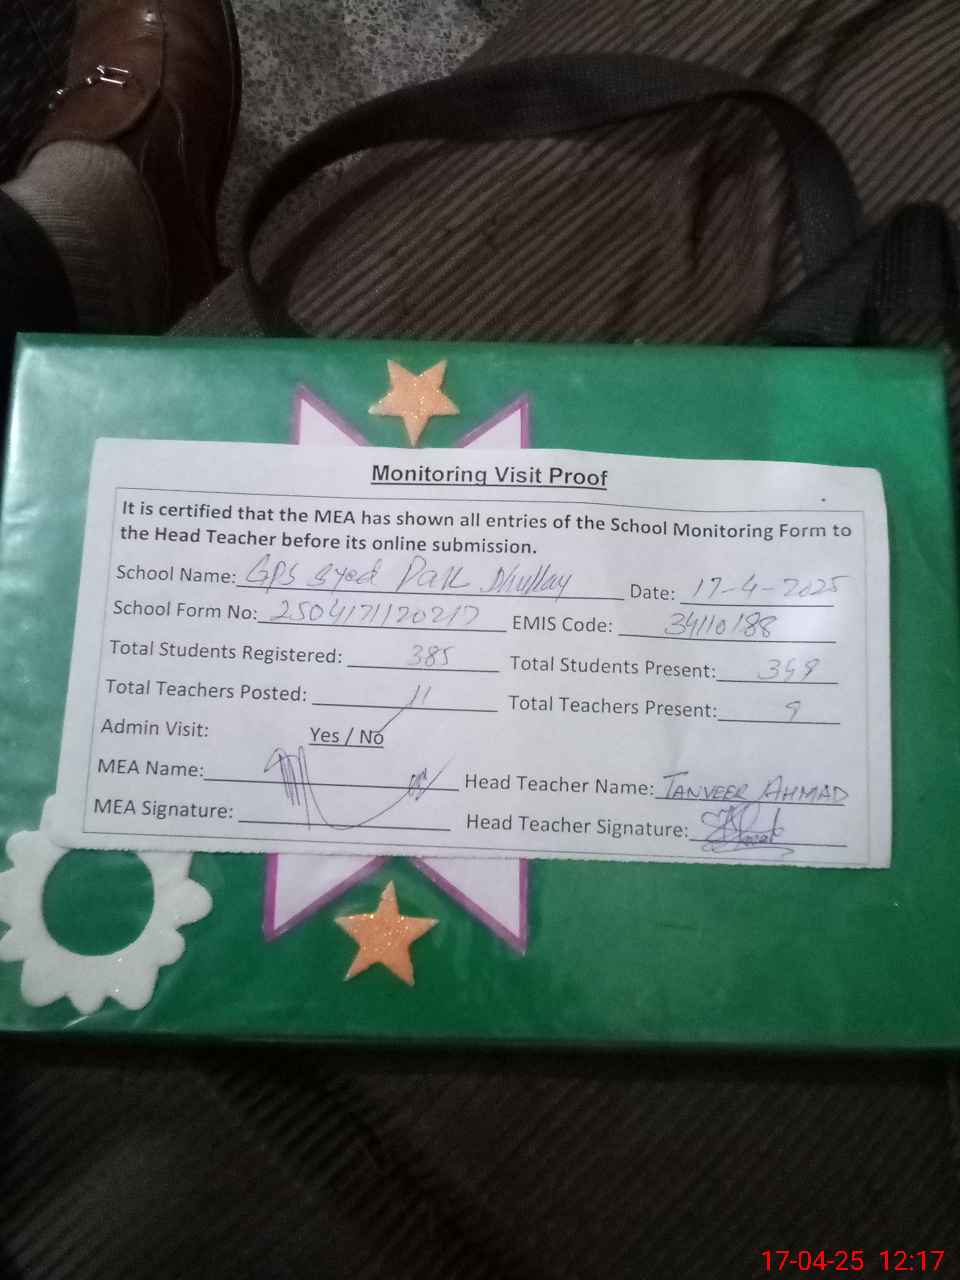 Monitoring Visit Proof
It is certified that the MEA has shown all entries of the School Monitoring Form to
the Head Teacher before its online submission.
School Name: GPS Syed Pak Dhullay Date: 17-4-2025
School Form No: 2504171120217 EMIS Code: 34110188
Total Students Registered: 385 Total Students Present:
Total Teachers Posted: 11 Total Teachers Present: 9
Admin Visit: Yes / No
MEA Name: Head Teacher Name: TANVEER AHMAD
MEA Signature: Head Teacher Signature:
17-04-25 12:17